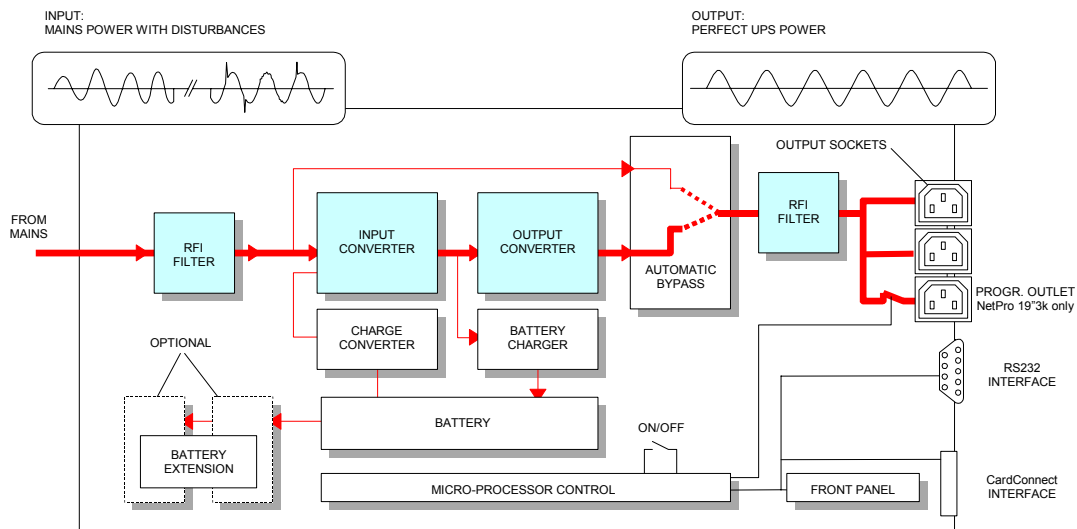 INPUT:
MAINS POWER WITH DISTURBANCES
OUTPUT:
PERFECT UPS POWER
OUTPUT SOCKETS
FROM
MAINS
RFI
FILTER
INPUT
CONVERTER
OUTPUT
CONVERTER
AUTOMATIC
BYPASS
RFI
FILTER
PROGR. OUTLET
NetPro 19"3k only
CHARGE
CONVERTER
BATTERY
CHARGER
OPTIONAL
RS232
INTERFACE
BATTERY
BATTERY
EXTENSION
ON/OFF
MICRO-PROCESSOR CONTROL
FRONT PANEL
CardConnect
INTERFACE